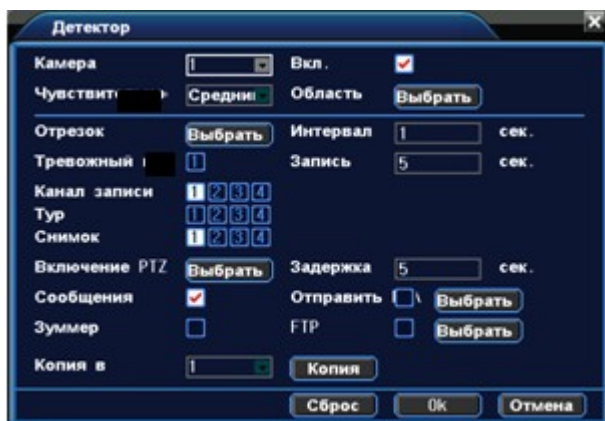 Детектор
Камера 1 Вкл.
Средни Область Выбрать
Отрезок Выбрать Интервал 1 сек.
Тревожный 1 Запись 5 сек.
Канал записи 1 2 3 4
Тур 1 2 3 4
Снимок 1 2 3 4
Включение PTZ Выбрать Задержка 5 сек.
Сообщения Отправить Выбрать
Зуммер FTP Выбрать
Копия в 1 Копия
Сброс Ok Отмена